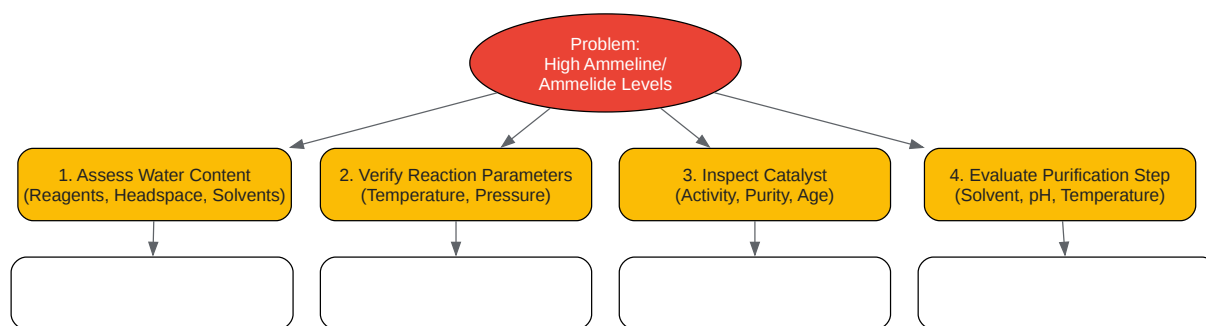 Problem:
High Ammeline/
Ammelide Levels
1. Assess Water Content
(Reagents, Headspace, Solvents)
2. Verify Reaction Parameters
(Temperature, Pressure)
3. Inspect Catalyst
(Activity, Purity, Age)
4. Evaluate Purification Step
(Solvent, pH, Temperature)